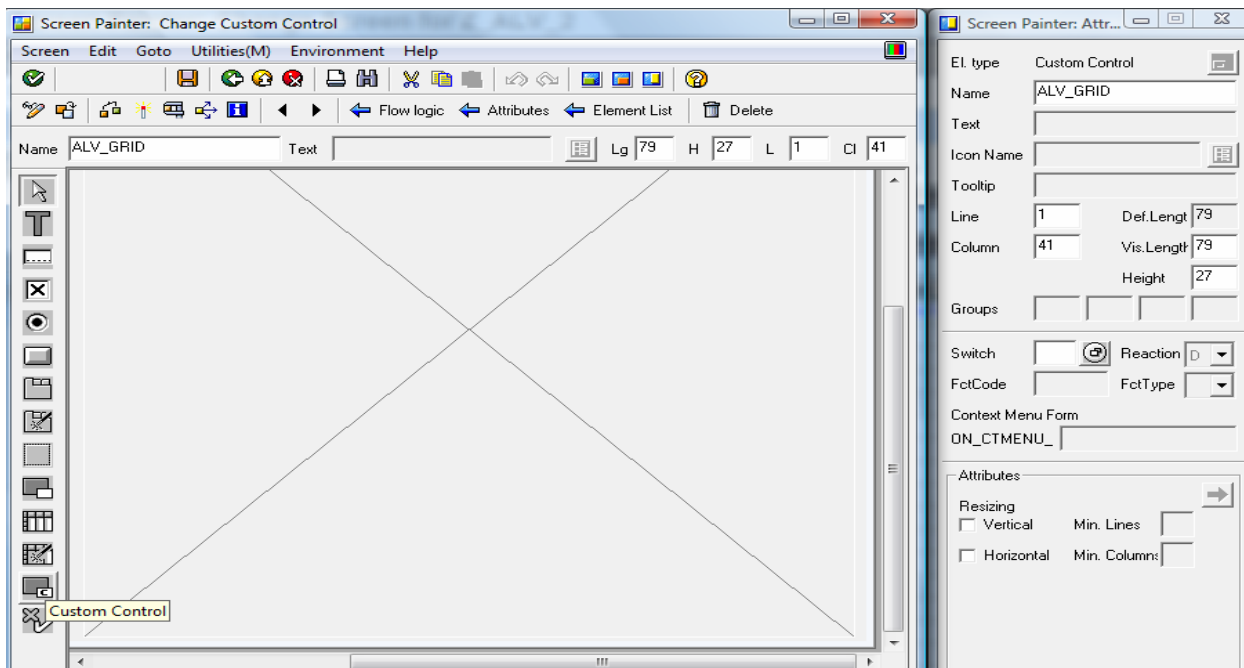 Screen Painter: Change Custom Control
Screen Edit Goto Utilities(M) Environment Help
Flow logic Attributes Element List Delete
Name ALV_GRID Text Lg 79 H 27 L 1 Cl 41
Custom Control
Screen Painter: Attr...
El. type Custom Control
Name ALV_GRID
Text
Icon Name
Tooltip
Line 1 Def.Lengt 79
Column 41 Vis.Length 79
Height 27
Groups
Switch Reaction D
FctCode FctType
Context Menu Form
ON_CTMENU_
Attributes
Resizing
Vertical Min. Lines
Horizontal Min. Columns